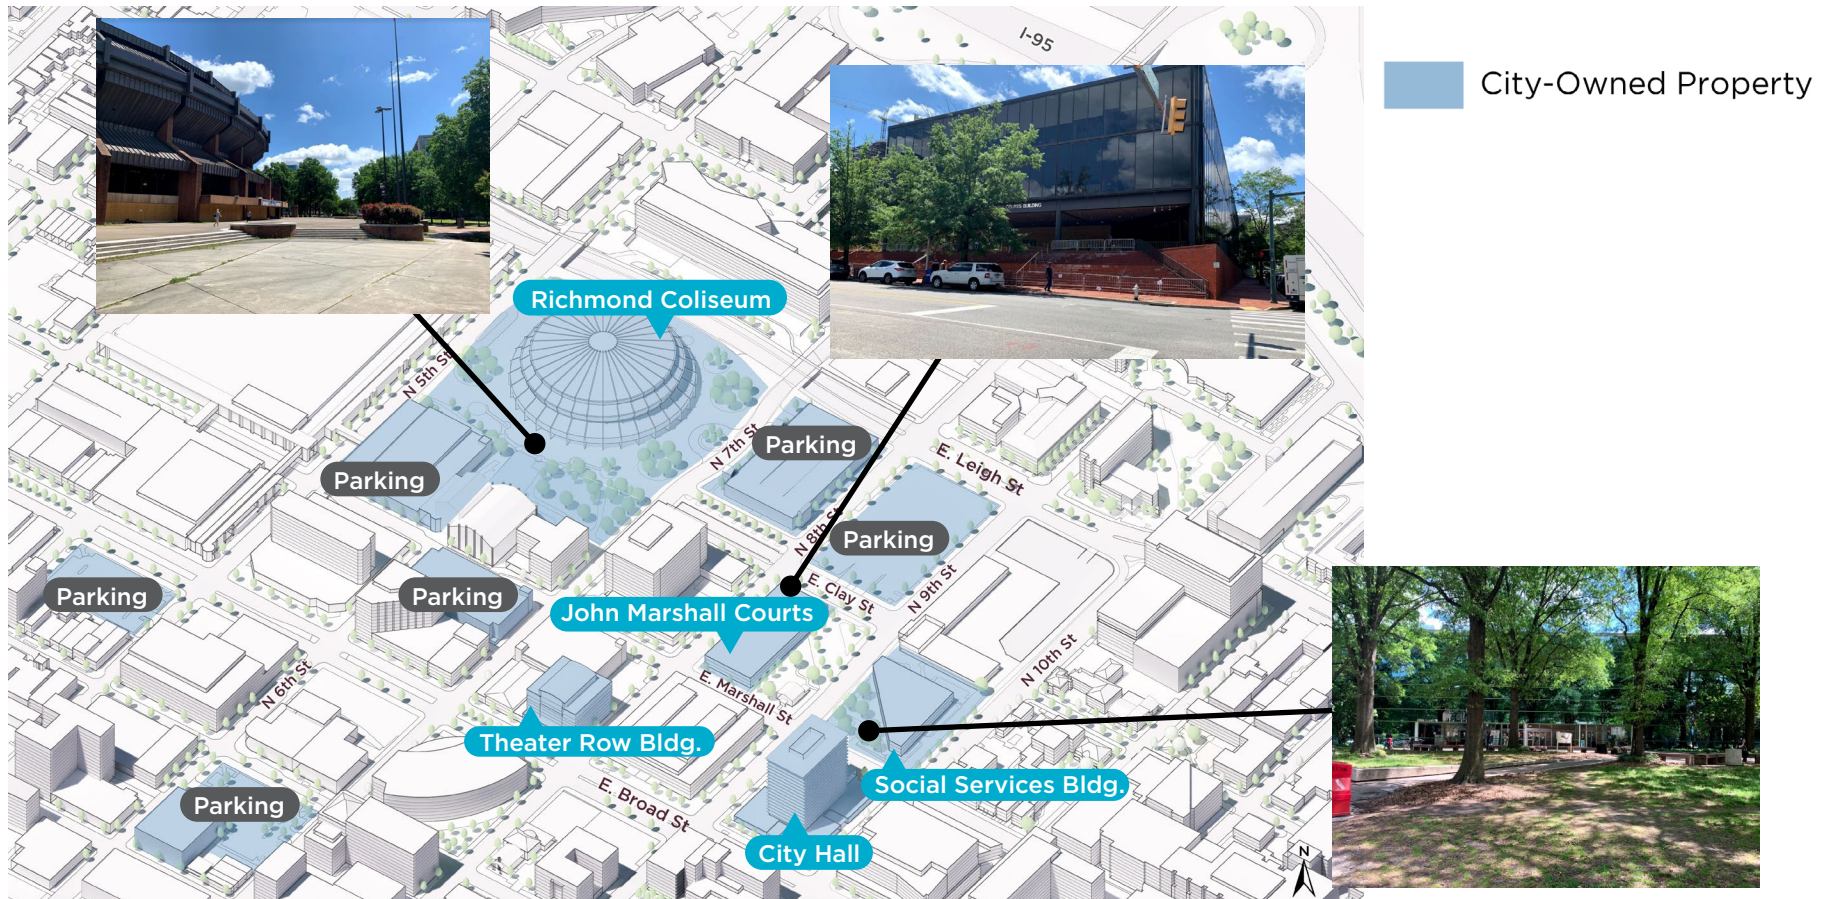 I-95
City-Owned Property
COURTS BUILDING
Richmond Coliseum
N 5th St
N 7th St
Parking
E. Leigh St
Parking
N 8th St
Parking
E. Clay St
N 9th St
Parking
Parking
John Marshall Courts
N 10th St
N 6th St
E. Marshall St
Theater Row Bldg.
Social Services Bldg.
Parking
E. Broad St
City Hall
N